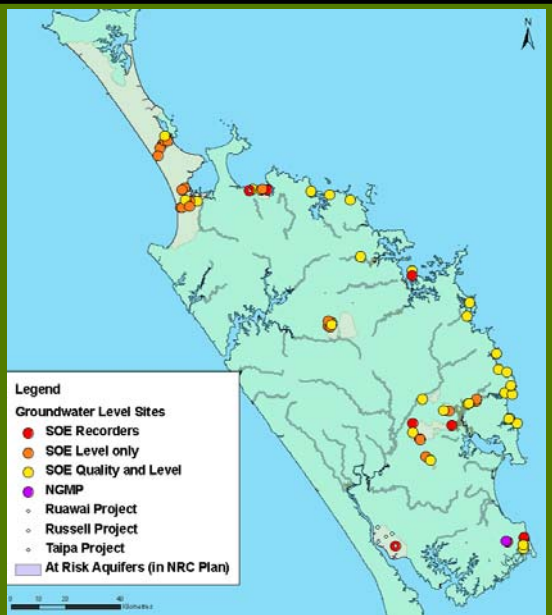 N
Legend
Groundwater Level Sites
SOE Recorders
SOE Level only
SOE Quality and Level
NGMP
Ruawai Project
Russell Project
Taipa Project
At Risk Aquifers (in NRC Plan)
0 10 20 40
Kilometres